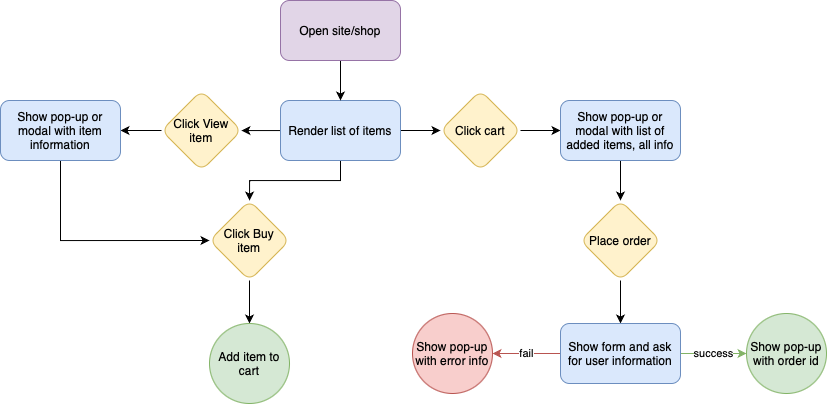 Open site/shop
Show pop-up or
modal with item
information
Click View
item
Render list of items
Click cart
Show pop-up or
modal with list of
added items, all info
Click Buy
item
Place order
Add item to
cart
Show pop-up
with error info
fail
Show form and ask
for user information
success
Show pop-up
with order id